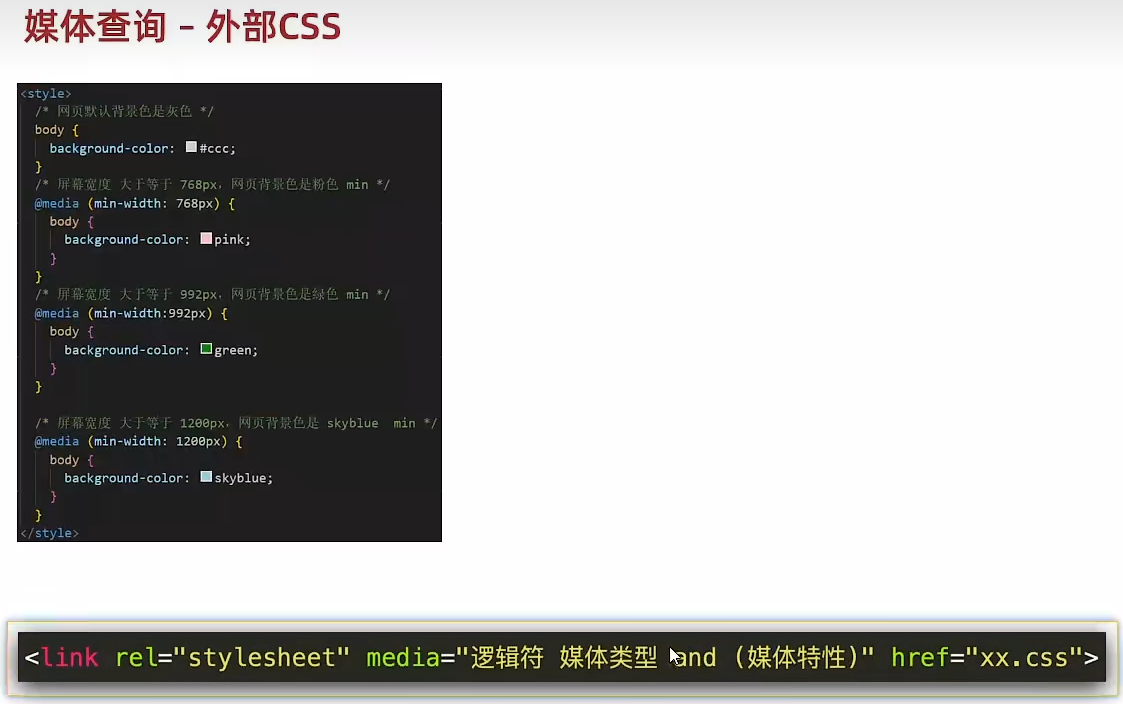 媒体查询 – 外部CSS
<style>
/* 网页默认背景色是灰色 */
body {
background-color: #ccc;
}
/* 屏幕宽度 大于等于 768px，网页背景色是粉色 min */
@media (min-width: 768px) {
body {
background-color: pink;
}
}
/* 屏幕宽度 大于等于 992px，网页背景色是绿色 min */
@media (min-width:992px) {
body {
background-color: green;
}
}
/* 屏幕宽度 大于等于 1200px，网页背景色是 skyblue  min */
@media (min-width: 1200px) {
body {
background-color: skyblue;
}
}
</style>
<link rel="stylesheet" media="逻辑符 媒体类型 and (媒体特性)" href="xx.css">